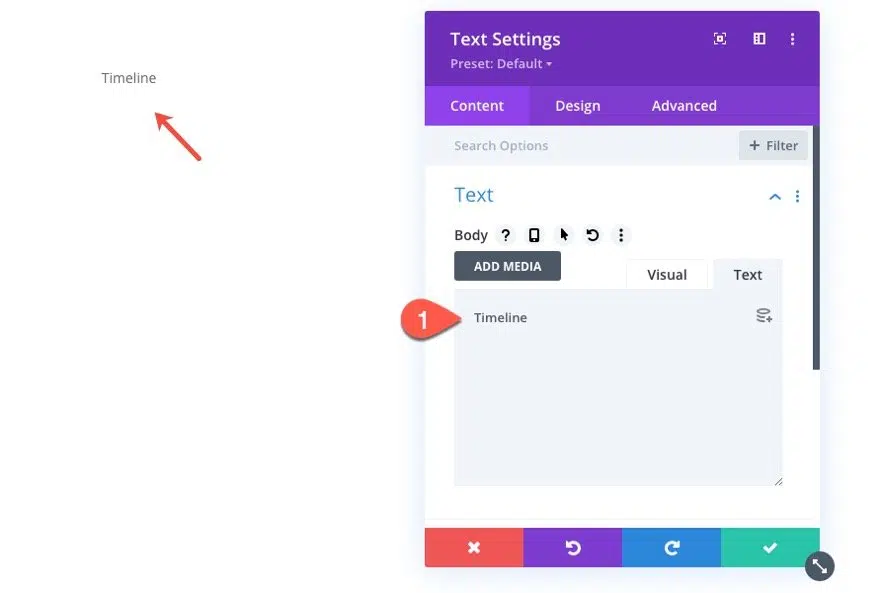 Timeline
Text Settings
Preset: Default
Content Design Advanced
Search Options + Filter
Text
Body ?
ADD MEDIA Visual Text
1 Timeline